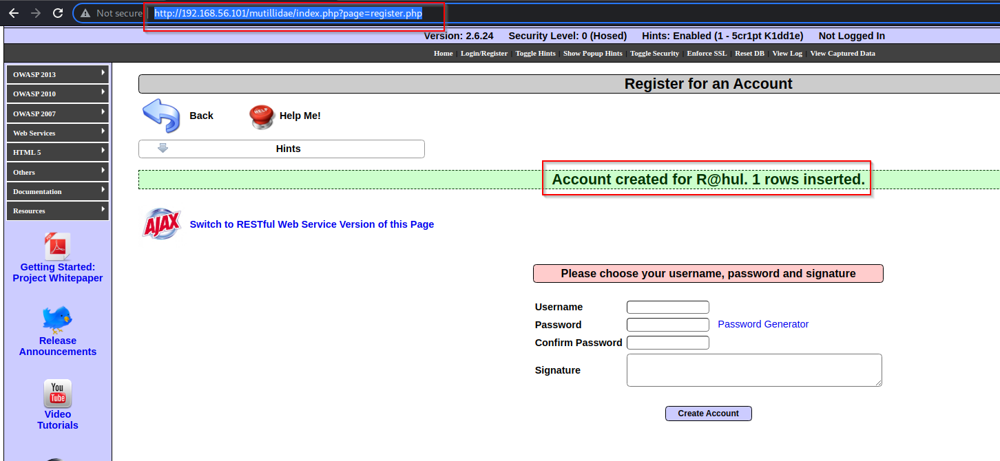 Not secure http://192.168.56.101/mutillidae/index.php?page=register.php
Version: 2.6.24 Security Level: 0 (Hosed) Hints: Enabled (1 - 5cr1pt K1dd1e) Not Logged In
Home | Login/Register | Toggle Hints | Show Popup Hints | Toggle Security | Enforce SSL | Reset DB | View Log | View Captured Data
OWASP 2013
OWASP 2010
OWASP 2007
Web Services
HTML 5
Others
Documentation
Resources
Getting Started:
Project Whitepaper
Release
Announcements
You
Tube
Video
Tutorials
Register for an Account
Back HELP Help Me!
Hints
Account created for R@hul. 1 rows inserted.
AJAX Switch to RESTful Web Service Version of this Page
Please choose your username, password and signature
Username
Password Password Generator
Confirm Password
Signature
Create Account